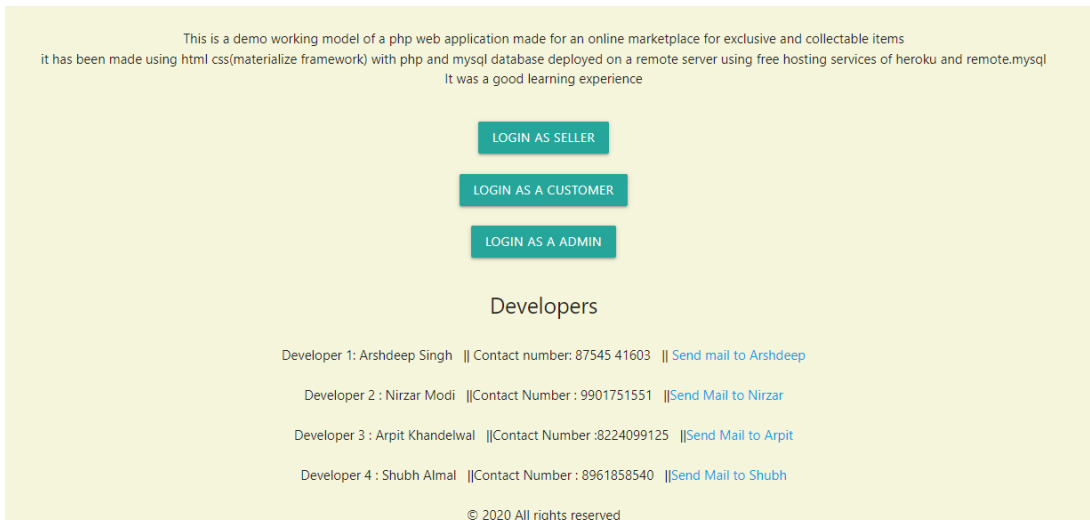 This is a demo working model of a php web application made for an online marketplace for exclusive and collectable items
it has been made using html css(materialize framework) with php and mysql database deployed on a remote server using free hosting services of heroku and remote.mysql
It was a good learning experience
LOGIN AS SELLER
LOGIN AS A CUSTOMER
LOGIN AS A ADMIN
Developers
Developer 1: Arshdeep Singh || Contact number: 87545 41603 || Send mail to Arshdeep
Developer 2 : Nirzar Modi ||Contact Number : 9901751551 ||Send Mail to Nirzar
Developer 3 : Arpit Khandelwal ||Contact Number :8224099125 ||Send Mail to Arpit
Developer 4 : Shubh Almal ||Contact Number : 8961858540 ||Send Mail to Shubh
© 2020 All rights reserved